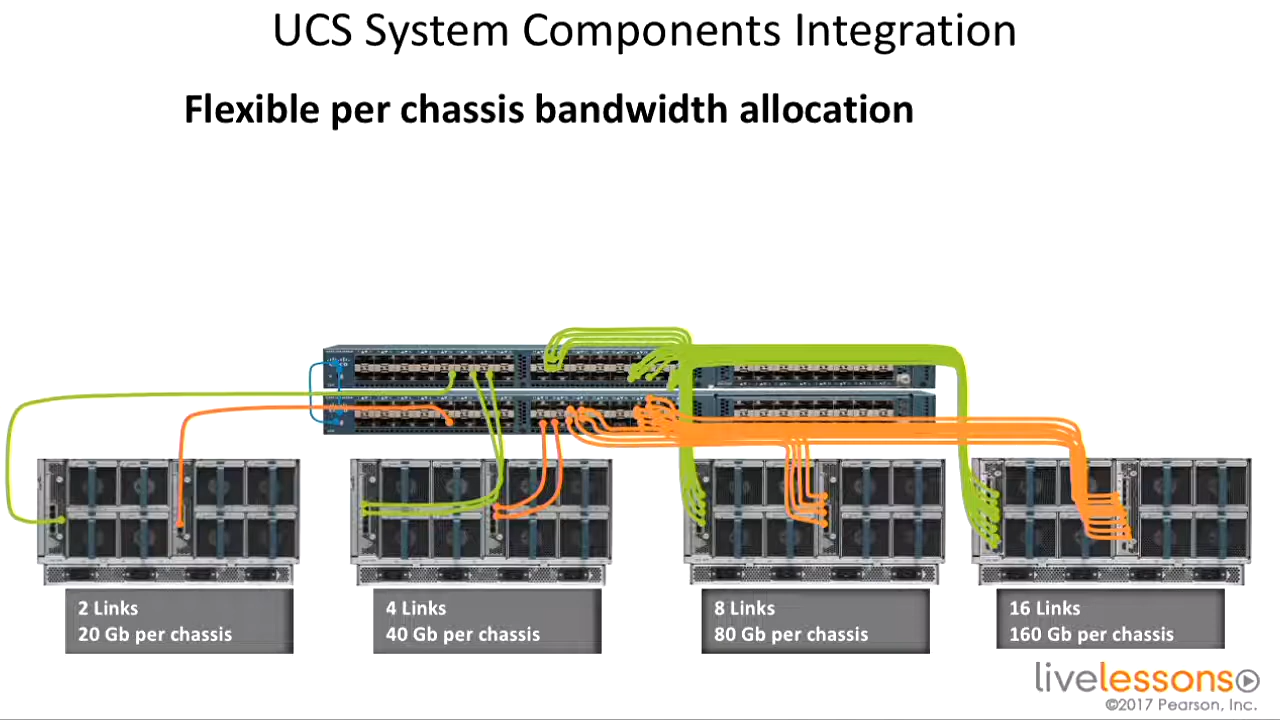 UCS System Components Integration
Flexible per chassis bandwidth allocation
2 Links
20 Gb per chassis
4 Links
40 Gb per chassis
8 Links
80 Gb per chassis
16 Links
160 Gb per chassis
livelessons
©2017 Pearson, Inc.